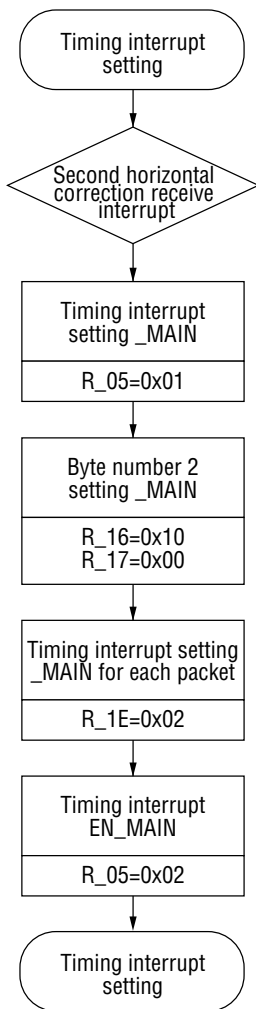 Timing interrupt
setting
Second horizontal
correction receive
interrupt
Timing interrupt
setting _MAIN
R_05=0x01
Byte number 2
setting _MAIN
R_16=0x10
R_17=0x00
Timing interrupt setting
_MAIN for each packet
R_1E=0x02
Timing interrupt
EN_MAIN
R_05=0x02
Timing interrupt
setting